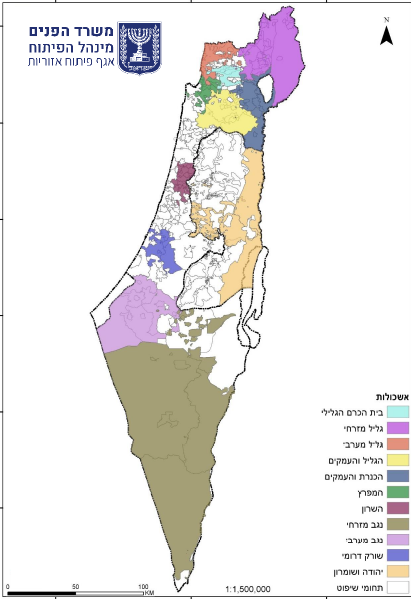 משרד הפנים
מינהל הפיתוח
אגף פיתוח אזוריות
N
אשכולות
בית הכרם הגלילי
גליל מזרחי
גליל מערבי
הגליל והעמקים
הכנרת והעמקים
המפרץ
השרון
נגב מזרחי
נגב מערבי
שורק דרומי
יהודה ושומרון
תחומי שיפוט
0 50 100
KM
1:1,500,000